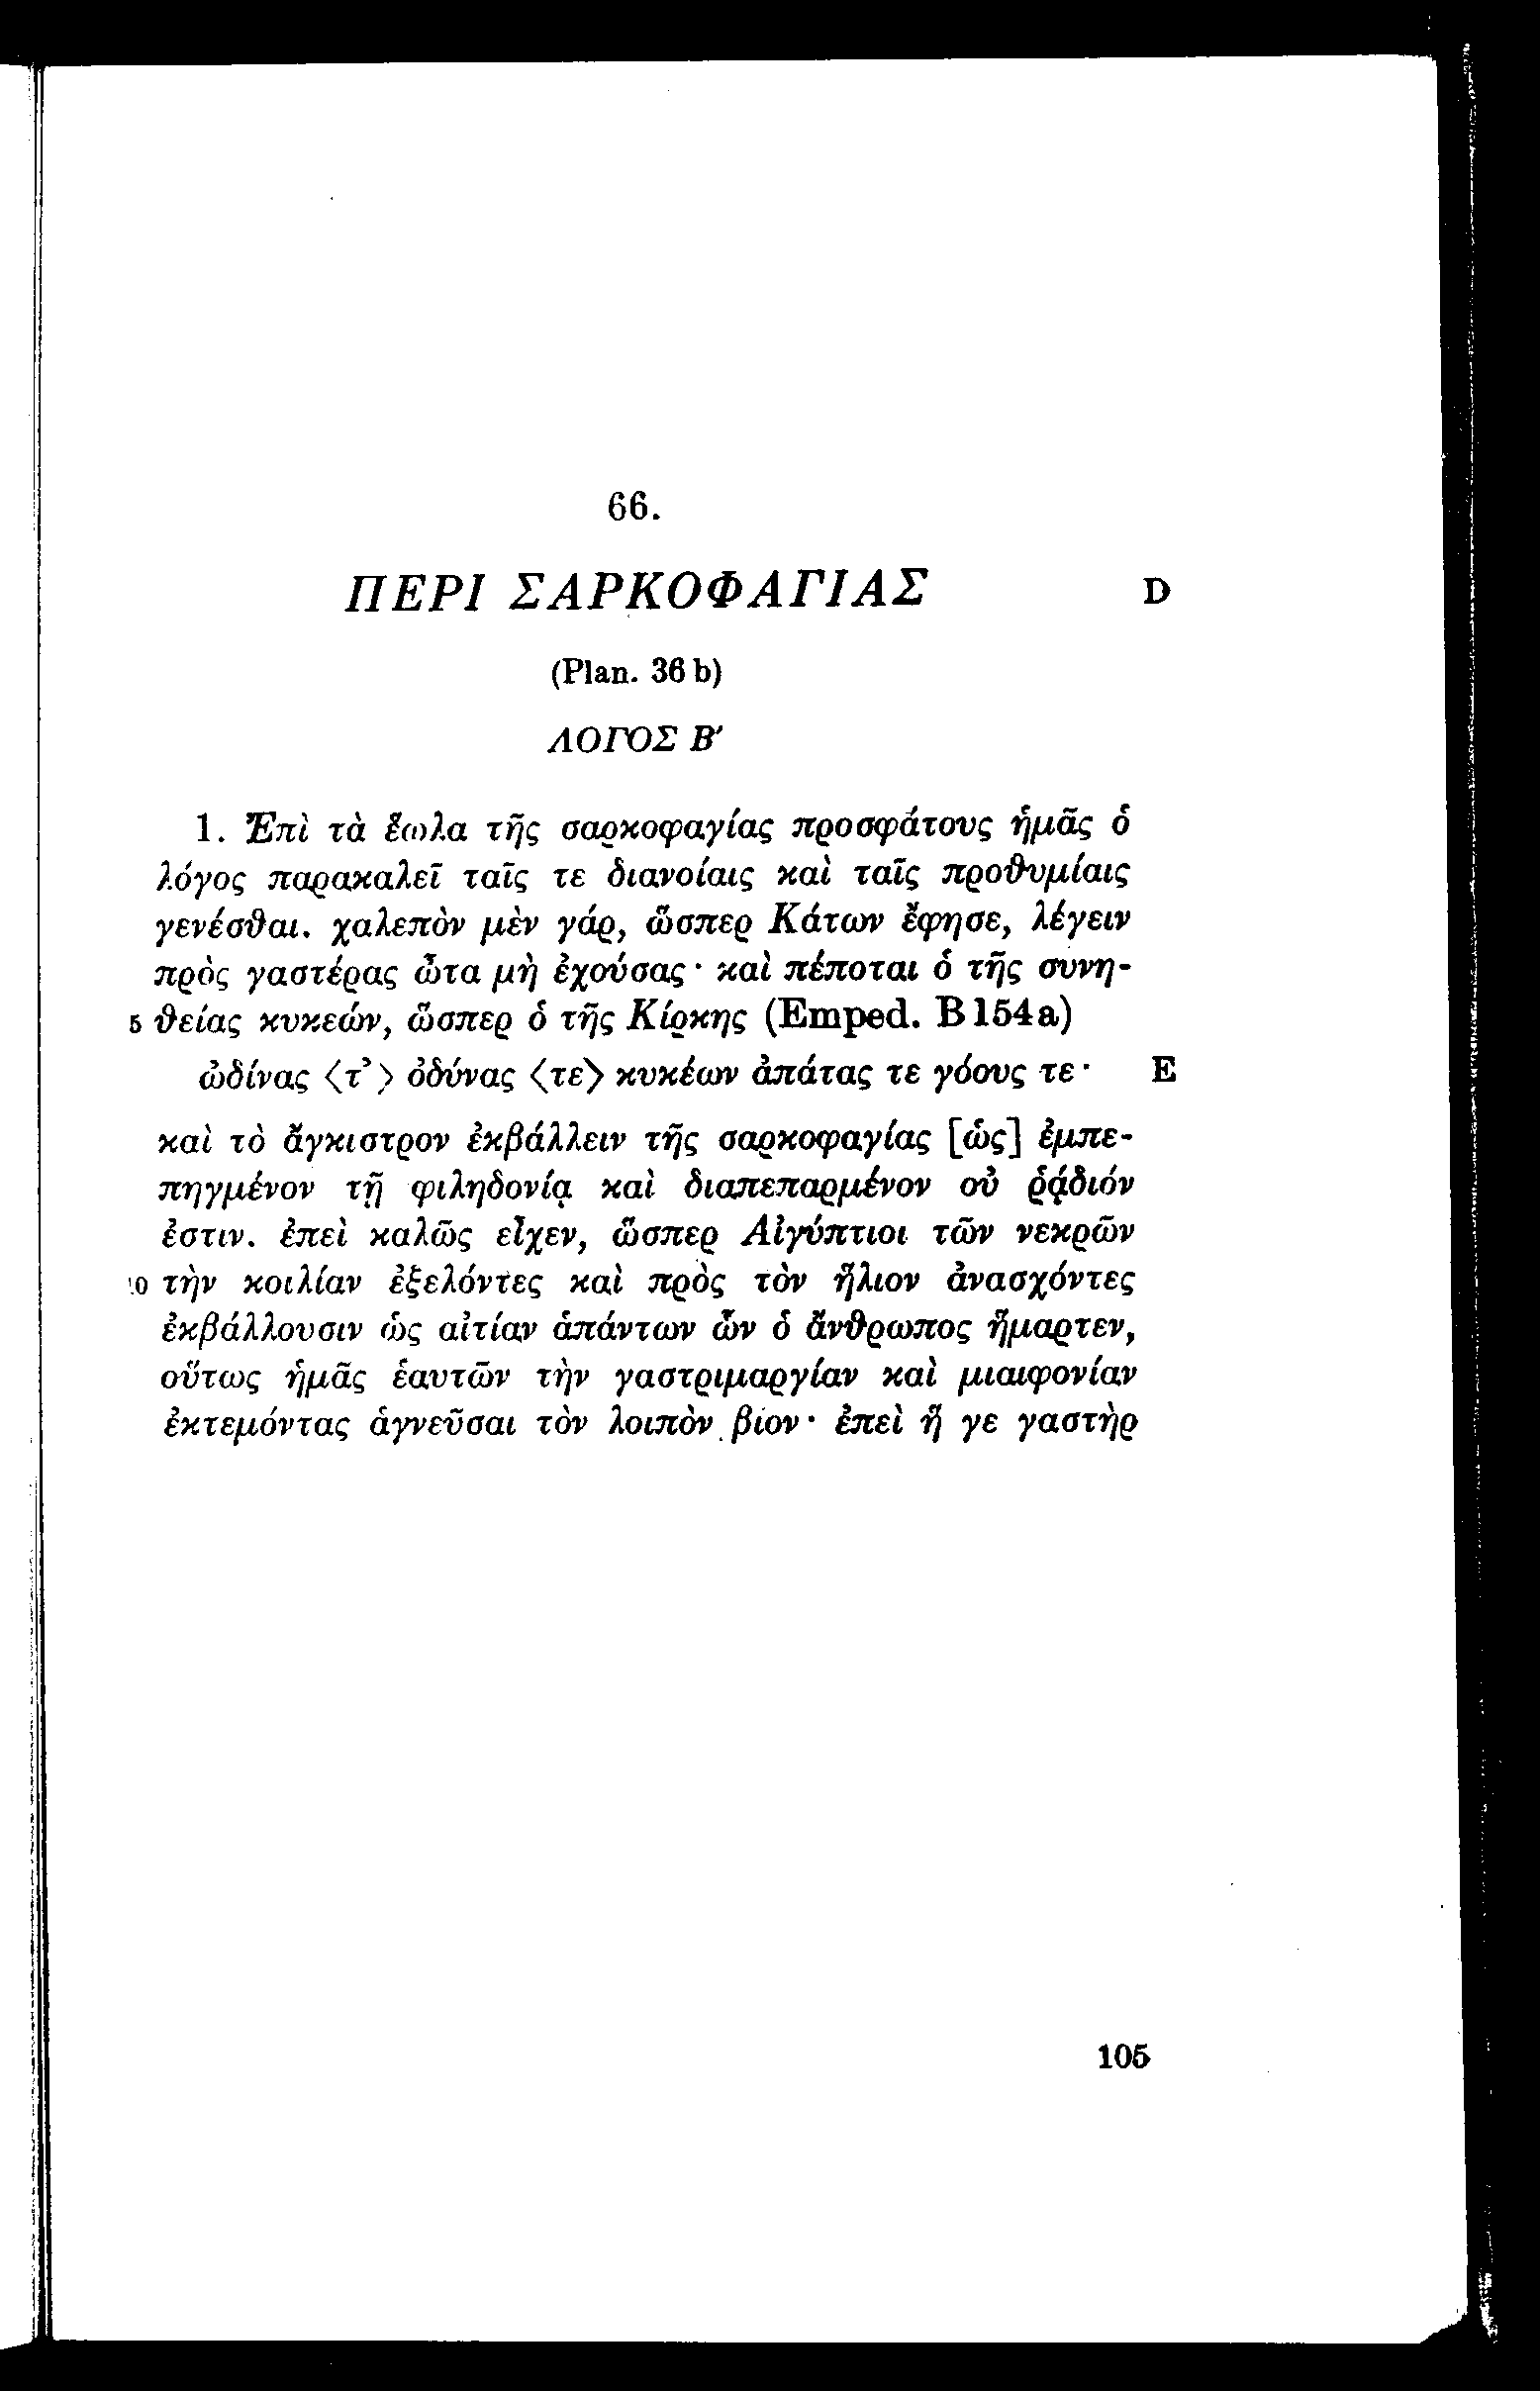 66.
ΠΕΡΙ ΣΑΡΚΟΦΑΓΙΑΣ D
(Plan. 36 b)
ΛΟΓΟΣ Β'
1. Ἐπὶ τὰ ἕωλα τῆς σαρκοφαγίας προσφάτους ἡμᾶς ὁ
λόγος παρακαλεῖ ταῖς τε διανοίαις καὶ ταῖς προθυμίαις
γενέσθαι. χαλεπὸν μὲν γάρ, ὥσπερ Κάτων ἔφησε, λέγειν
πρὸς γαστέρας ὦτα μὴ ἐχούσας· καὶ πέποται ὁ τῆς συνη-
5 θείας κυκεών, ὥσπερ ὁ τῆς Κίρκης (Emped. B 154 a)
ὠδίνας ⟨τ’⟩ ὀδύνας ⟨τε⟩ κυκέων ἀπάτας τε γόους τε· E
καὶ τὸ ἄγκιστρον ἐκβάλλειν τῆς σαρκοφαγίας [ὡς] ἐμπε-
πηγμένον τῇ φιληδονίᾳ καὶ διαπεπαρμένον οὐ ῥᾴδιόν
ἐστιν. ἐπεὶ καλῶς εἶχεν, ὥσπερ Αἰγύπτιοι τῶν νεκρῶν
10 τὴν κοιλίαν ἐξελόντες καὶ πρὸς τὸν ἥλιον ἀνασχόντες
ἐκβάλλουσιν ὡς αἰτίαν ἁπάντων ὧν ὁ ἄνθρωπος ἥμαρτεν,
οὕτως ἡμᾶς ἑαυτῶν τὴν γαστριμαργίαν καὶ μιαιφονίαν
ἐκτεμόντας ἁγνεῦσαι τὸν λοιπὸν βίον· ἐπεὶ ἥ γε γαστὴρ
105